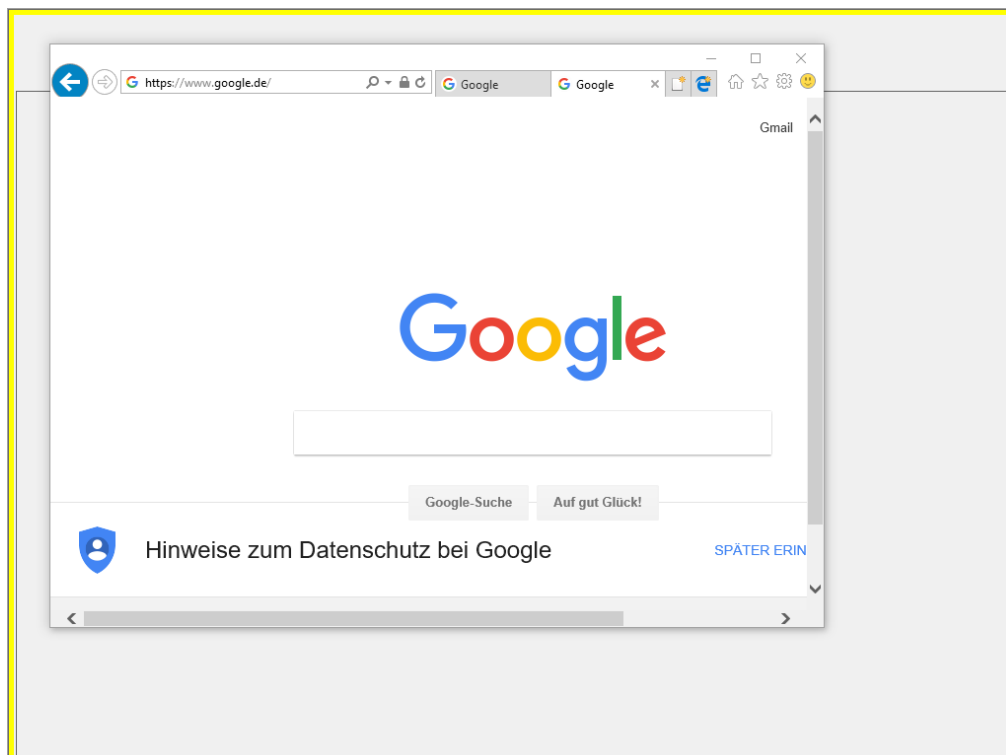 https://www.google.de/
Google
Google
Gmail
Google
Google-Suche
Auf gut Glück!
Hinweise zum Datenschutz bei Google
SPÄTER ERIN